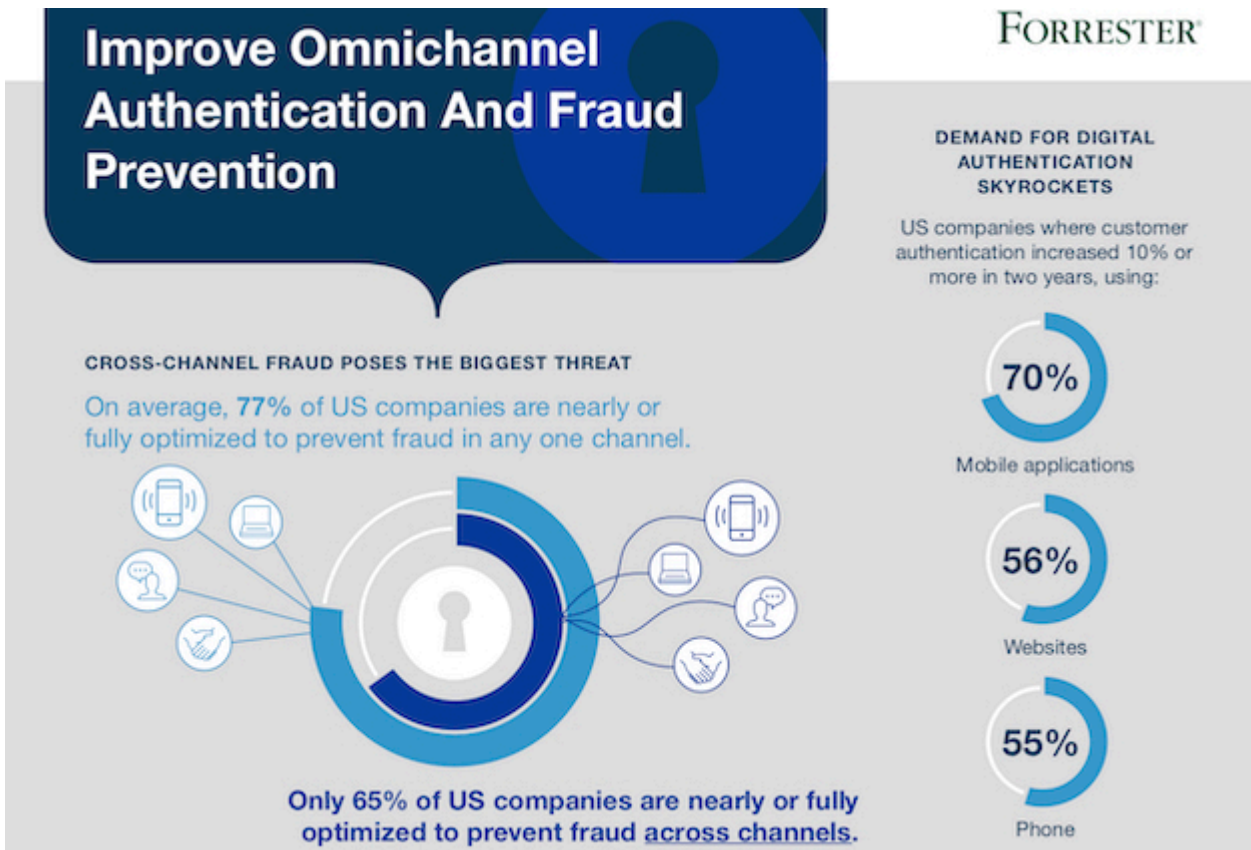 Improve Omnichannel
Authentication And Fraud
Prevention
FORRESTER®
CROSS-CHANNEL FRAUD POSES THE BIGGEST THREAT
On average, 77% of US companies are nearly or
fully optimized to prevent fraud in any one channel.
Only 65% of US companies are nearly or fully
optimized to prevent fraud across channels.
DEMAND FOR DIGITAL
AUTHENTICATION
SKYROCKETS
US companies where customer
authentication increased 10% or
more in two years, using:
70%
Mobile applications
56%
Websites
55%
Phone